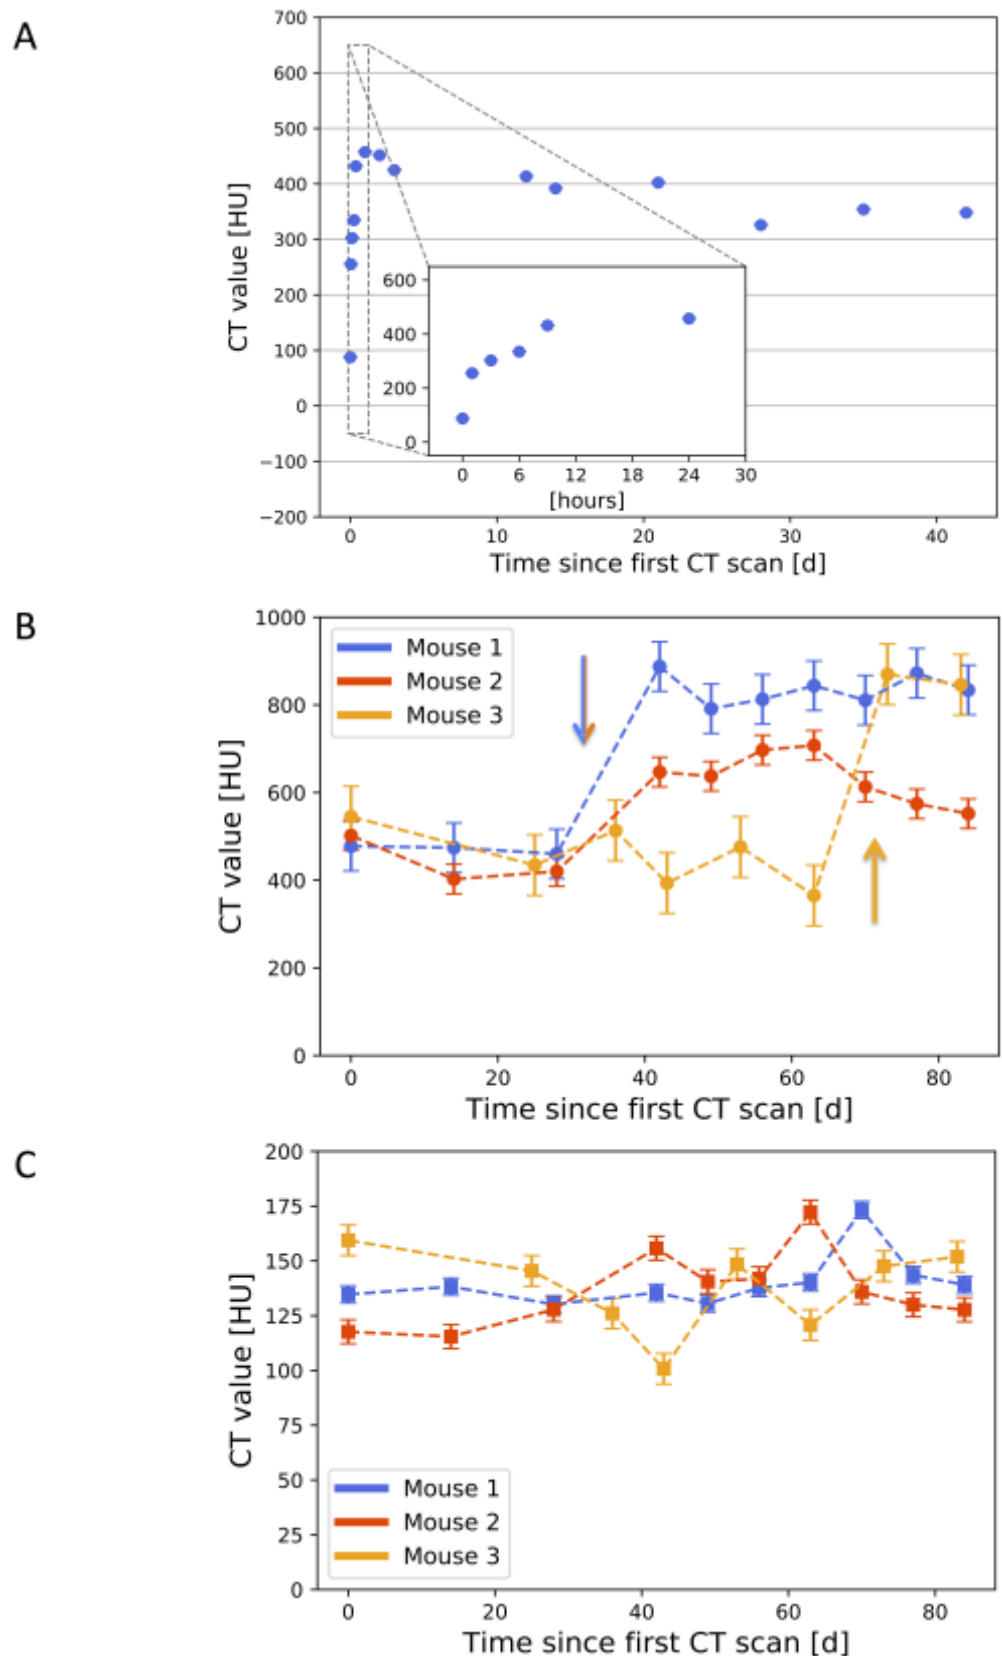 A
700
600
500
400
300
200
100
0
−100
−200
CT value [HU]
600
400
200
0
0 6 12 18 24 30
[hours]
0 10 20 30 40
Time since first CT scan [d]
B
1000
800
600
400
200
0
CT value [HU]
Mouse 1
Mouse 2
Mouse 3
0 20 40 60 80
Time since first CT scan [d]
C
200
175
150
125
100
75
50
25
0
CT value [HU]
Mouse 1
Mouse 2
Mouse 3
0 20 40 60 80
Time since first CT scan [d]